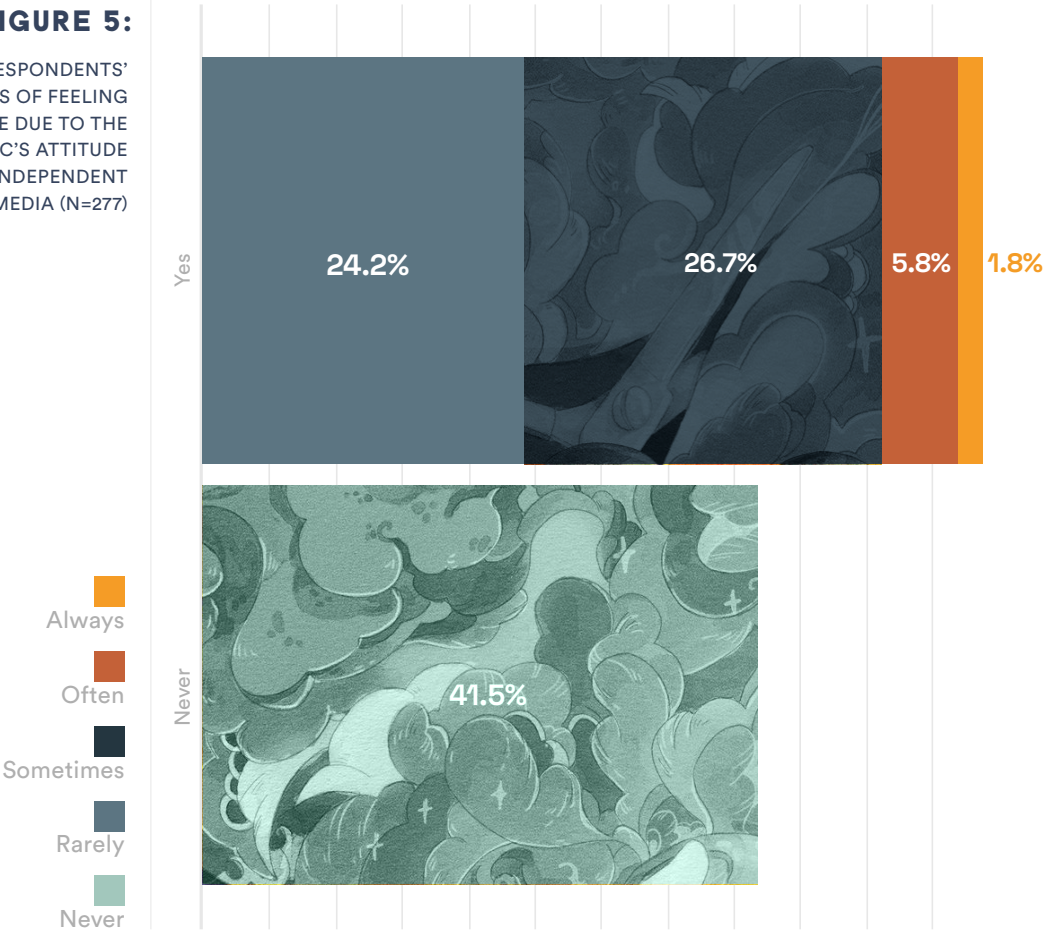 IGURE 5:
ESPONDENTS’
S OF FEELING
E DUE TO THE
C’S ATTITUDE
NDEPENDENT
MEDIA (N=277)
Yes
24.2%
26.7%
5.8%
1.8%
Never
41.5%
Always
Often
Sometimes
Rarely
Never